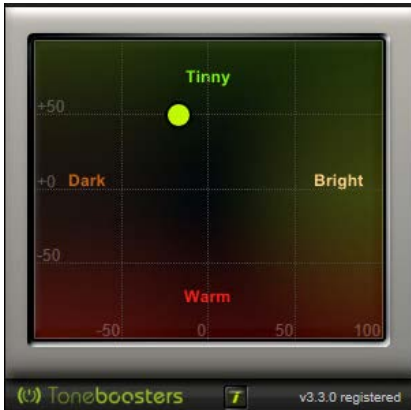 Tinny
+50
+0 Dark Bright
-50
Warm
-50 0 50 100
Toneboosters T v3.3.0 registered